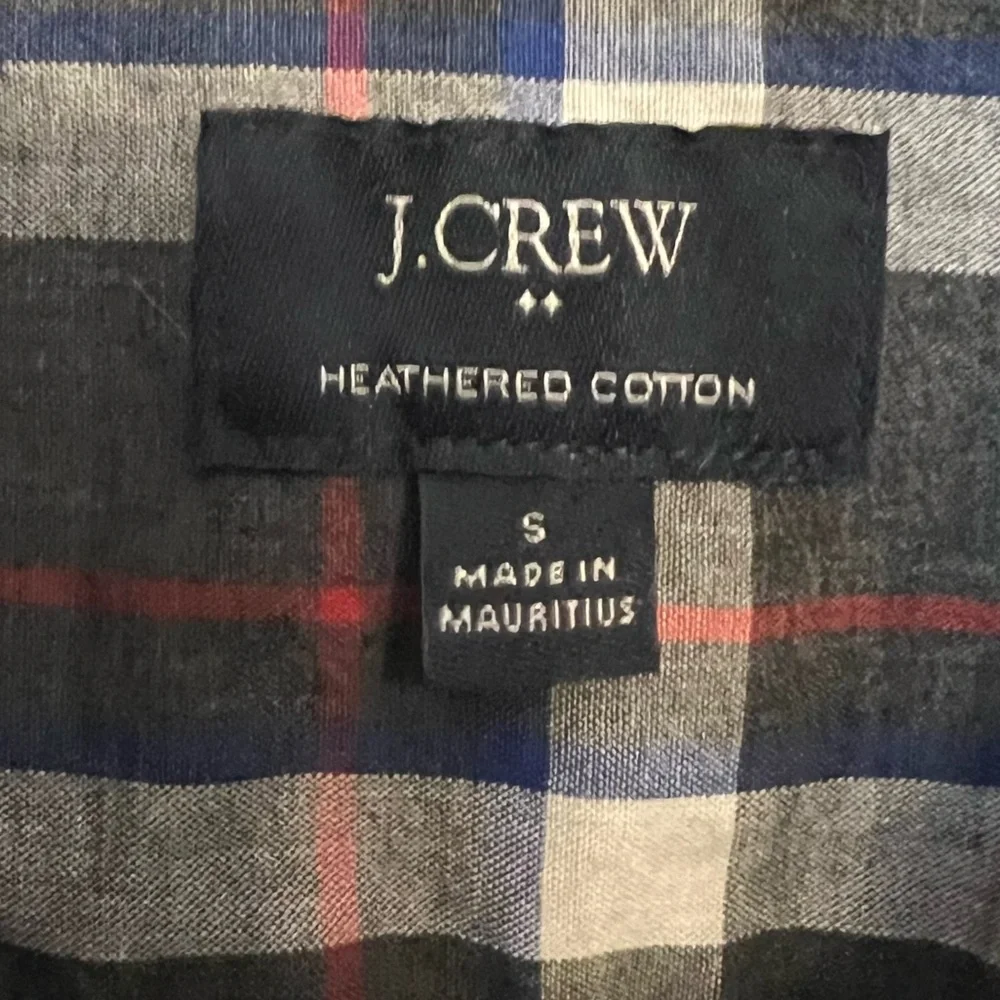 J.CREW
HEATHERED COTTON
S
MADE IN
MAURITIUS